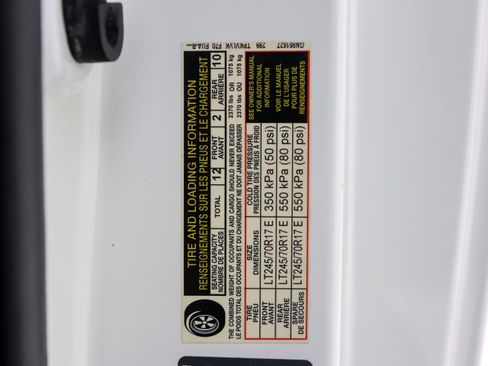 TIRE AND LOADING INFORMATION
RENSEIGNEMENTS SUR LES PNEUS ET LE CHARGEMENT
SEATING CAPACITY
NOMBRE DE PLACES
TOTAL 12 FRONT AVANT 2 REAR ARRIÈRE 10
THE COMBINED WEIGHT OF OCCUPANTS AND CARGO SHOULD NEVER EXCEED 2370 lbs OR 1075 kg
LE POIDS TOTAL DES OCCUPANTS ET DU CHARGEMENT NE DOIT JAMAIS DÉPASSER 2370 lbs OU 1075 kg
TIRE
PNEU
SIZE
DIMENSIONS
COLD TIRE PRESSURE
PRESSION DES PNEUS À FROID
FRONT
AVANT
LT245/70R17 E
350 kPa (50 psi)
REAR
ARRIÈRE
LT245/70R17 E
550 kPa (80 psi)
SPARE
DE SECOURS
LT245/70R17 E
550 kPa (80 psi)
SEE OWNER'S MANUAL
FOR ADDITIONAL
INFORMATION
VOIR LE MANUEL
DE L'USAGER
POUR PLUS DE
RENSEIGNEMENTS
299
F70